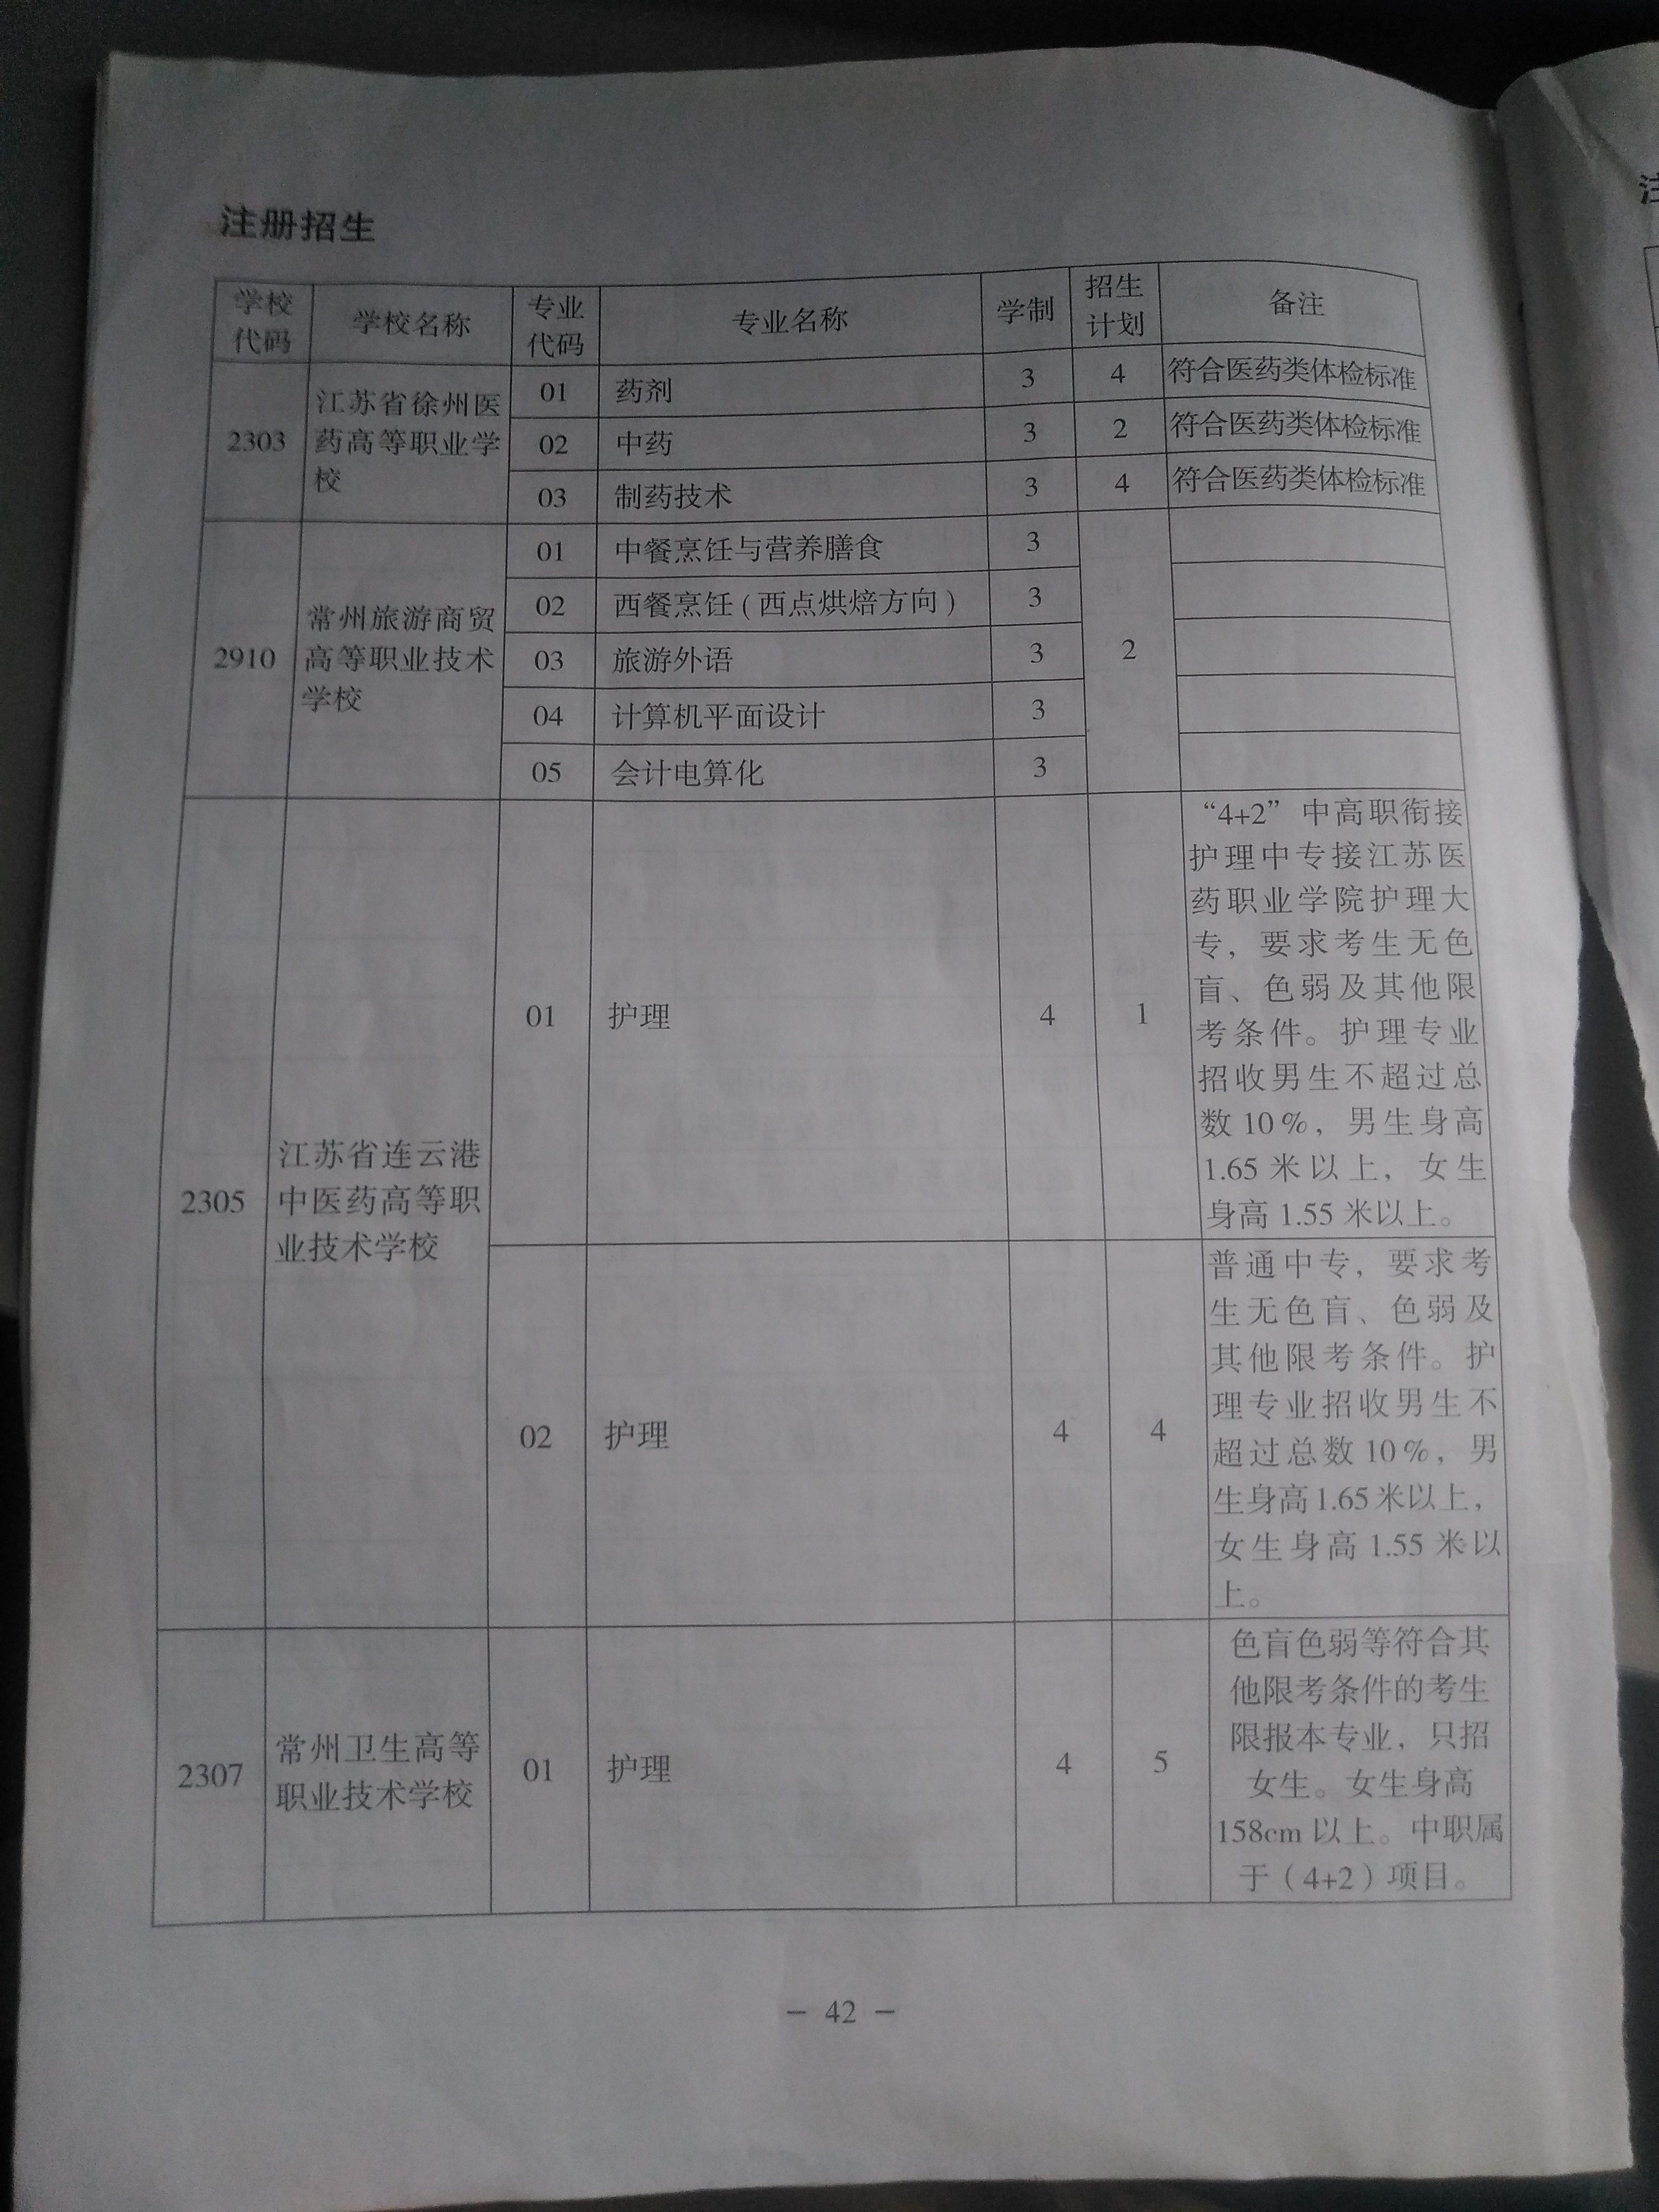 注册招生
学校代码 学校名称 专业代码 专业名称 学制 招生计划 备注
2303 江苏省徐州医药高等职业学校 01 药剂 3 4 符合医药类体检标准
02 中药 3 2 符合医药类体检标准
03 制药技术 3 4 符合医药类体检标准
2910 常州旅游商贸高等职业技术学校 01 中餐烹饪与营养膳食 3 2
02 西餐烹饪(西点烘焙方向) 3
03 旅游外语 3
04 计算机平面设计 3
05 会计电算化 3
2305 江苏省连云港中医药高等职业技术学校 01 护理 4 1
“4+2”中高职衔接
护理中专接江苏医
药职业学院护理大
专，要求考生无色
盲、色弱及其他限
考条件。护理专业
招收男生不超过总
数10%，男生身高
1.65米以上，女生
身高1.55米以上。
02 护理 4 4
普通中专，要求考
生无色盲、色弱及
其他限考条件。护
理专业招收男生不
超过总数10%，男
生身高1.65米以上，
女生身高1.55米以
上。
2307 常州卫生高等职业技术学校 01 护理 4 5
色盲色弱等符合其
他限考条件的考生
限报本专业，只招
女生。女生身高
158cm以上。中职属
于（4+2）项目。
— 42 —